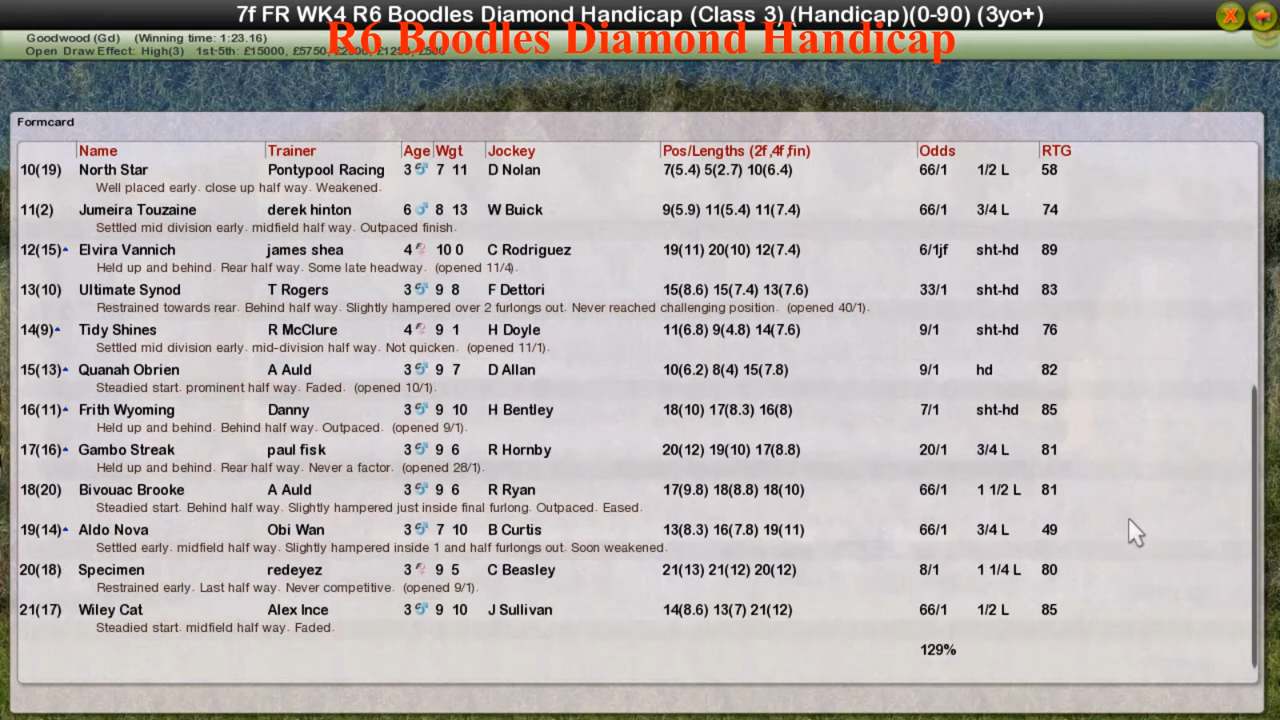 7f FR WK4 R6 Boodles Diamond Handicap (Class 3) (Handicap)(0-90) (3yo+)
R6 Boodles Diamond Handicap
Goodwood (Gd) (Winning time: 1:23.16)
Open Draw Effect: High(3) 1st-5th: £15000, £5750,
Formcard
Name Trainer Age Wgt Jockey Pos/Lengths (2f,4f,fin) Odds RTG
10(19) North Star Pontypool Racing 3 7 11 D Nolan 7(5.4) 5(2.7) 10(6.4) 66/1 1/2 L 58
Well placed early. close up half way. Weakened.
11(2) Jumeira Touzaine derek hinton 6 8 13 W Buick 9(5.9) 11(5.4) 11(7.4) 66/1 3/4 L 74
Settled mid division early. midfield half way. Outpaced finish.
12(15) Elvira Vannich james shea 4 10 0 C Rodriguez 19(11) 20(10) 12(7.4) 6/1jf sht-hd 89
Held up and behind. Rear half way. Some late headway. (opened 11/4).
13(10) Ultimate Synod T Rogers 3 9 8 F Dettori 15(8.6) 15(7.4) 13(7.6) 33/1 sht-hd 83
Restrained towards rear. Behind half way. Slightly hampered over 2 furlongs out. Never reached challenging position. (opened 40/1).
14(9) Tidy Shines R McClure 4 9 1 H Doyle 11(6.8) 9(4.8) 14(7.6) 9/1 sht-hd 76
Settled mid division early. mid-division half way. Not quicken. (opened 11/1).
15(13) Quanah Obrien A Auld 3 9 7 D Allan 10(6.2) 8(4) 15(7.8) 9/1 hd 82
Steadied start. prominent half way. Faded. (opened 10/1).
16(11) Frith Wyoming Danny 3 9 10 H Bentley 18(10) 17(8.3) 16(8) 7/1 sht-hd 85
Held up and behind. Behind half way. Outpaced. (opened 9/1).
17(16) Gambo Streak paul fisk 3 9 6 R Hornby 20(12) 19(10) 17(8.8) 20/1 3/4 L 81
Held up and behind. Rear half way. Never a factor. (opened 28/1).
18(20) Bivouac Brooke A Auld 3 9 6 R Ryan 17(9.8) 18(8.8) 18(10) 66/1 1 1/2 L 81
Steadied start. Behind half way. Slightly hampered just inside final furlong. Outpaced. Eased.
19(14) Aldo Nova Obi Wan 3 7 10 B Curtis 13(8.3) 16(7.8) 19(11) 66/1 3/4 L 49
Settled early. midfield half way. Slightly hampered inside 1 and half furlongs out. Soon weakened.
20(18) Specimen redeyez 3 9 5 C Beasley 21(13) 21(12) 20(12) 8/1 1 1/4 L 80
Restrained early. Last half way. Never competitive. (opened 9/1).
21(17) Wiley Cat Alex Ince 3 9 10 J Sullivan 14(8.6) 13(7) 21(12) 66/1 1/2 L 85
Steadied start. midfield half way. Faded.
129%